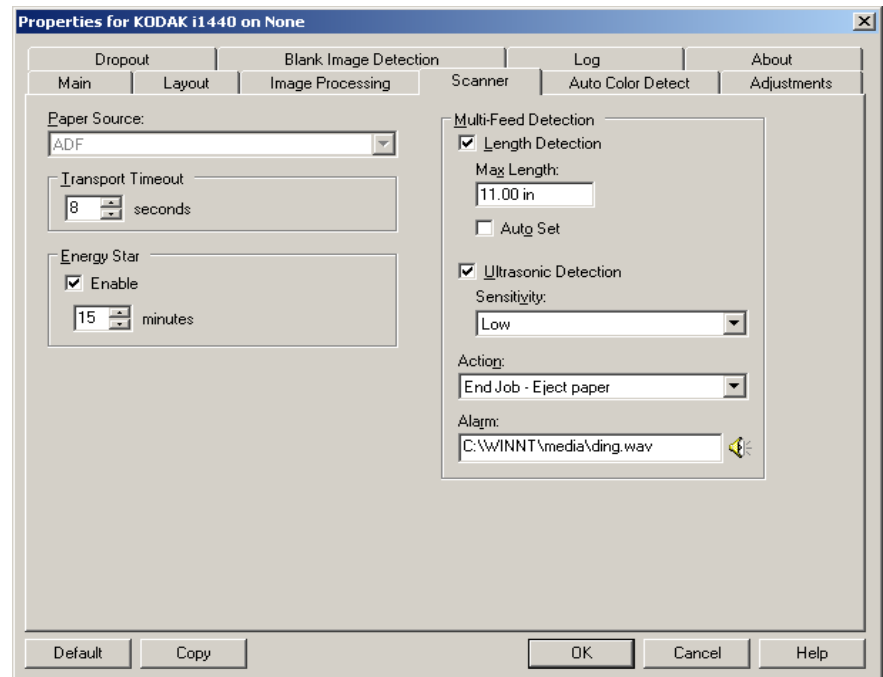 Properties for KODAK i1440 on None
Dropout Blank Image Detection Log About
Main Layout Image Processing Scanner Auto Color Detect Adjustments
Paper Source:
ADF
Transport Timeout
8 seconds
Energy Star
Enable
15 minutes
Multi-Feed Detection
Length Detection
Max Length:
11.00 in
Auto Set
Ultrasonic Detection
Sensitivity:
Low
Action:
End Job - Eject paper
Alarm:
C:\WINNT\media\ding.wav
Default Copy OK Cancel Help